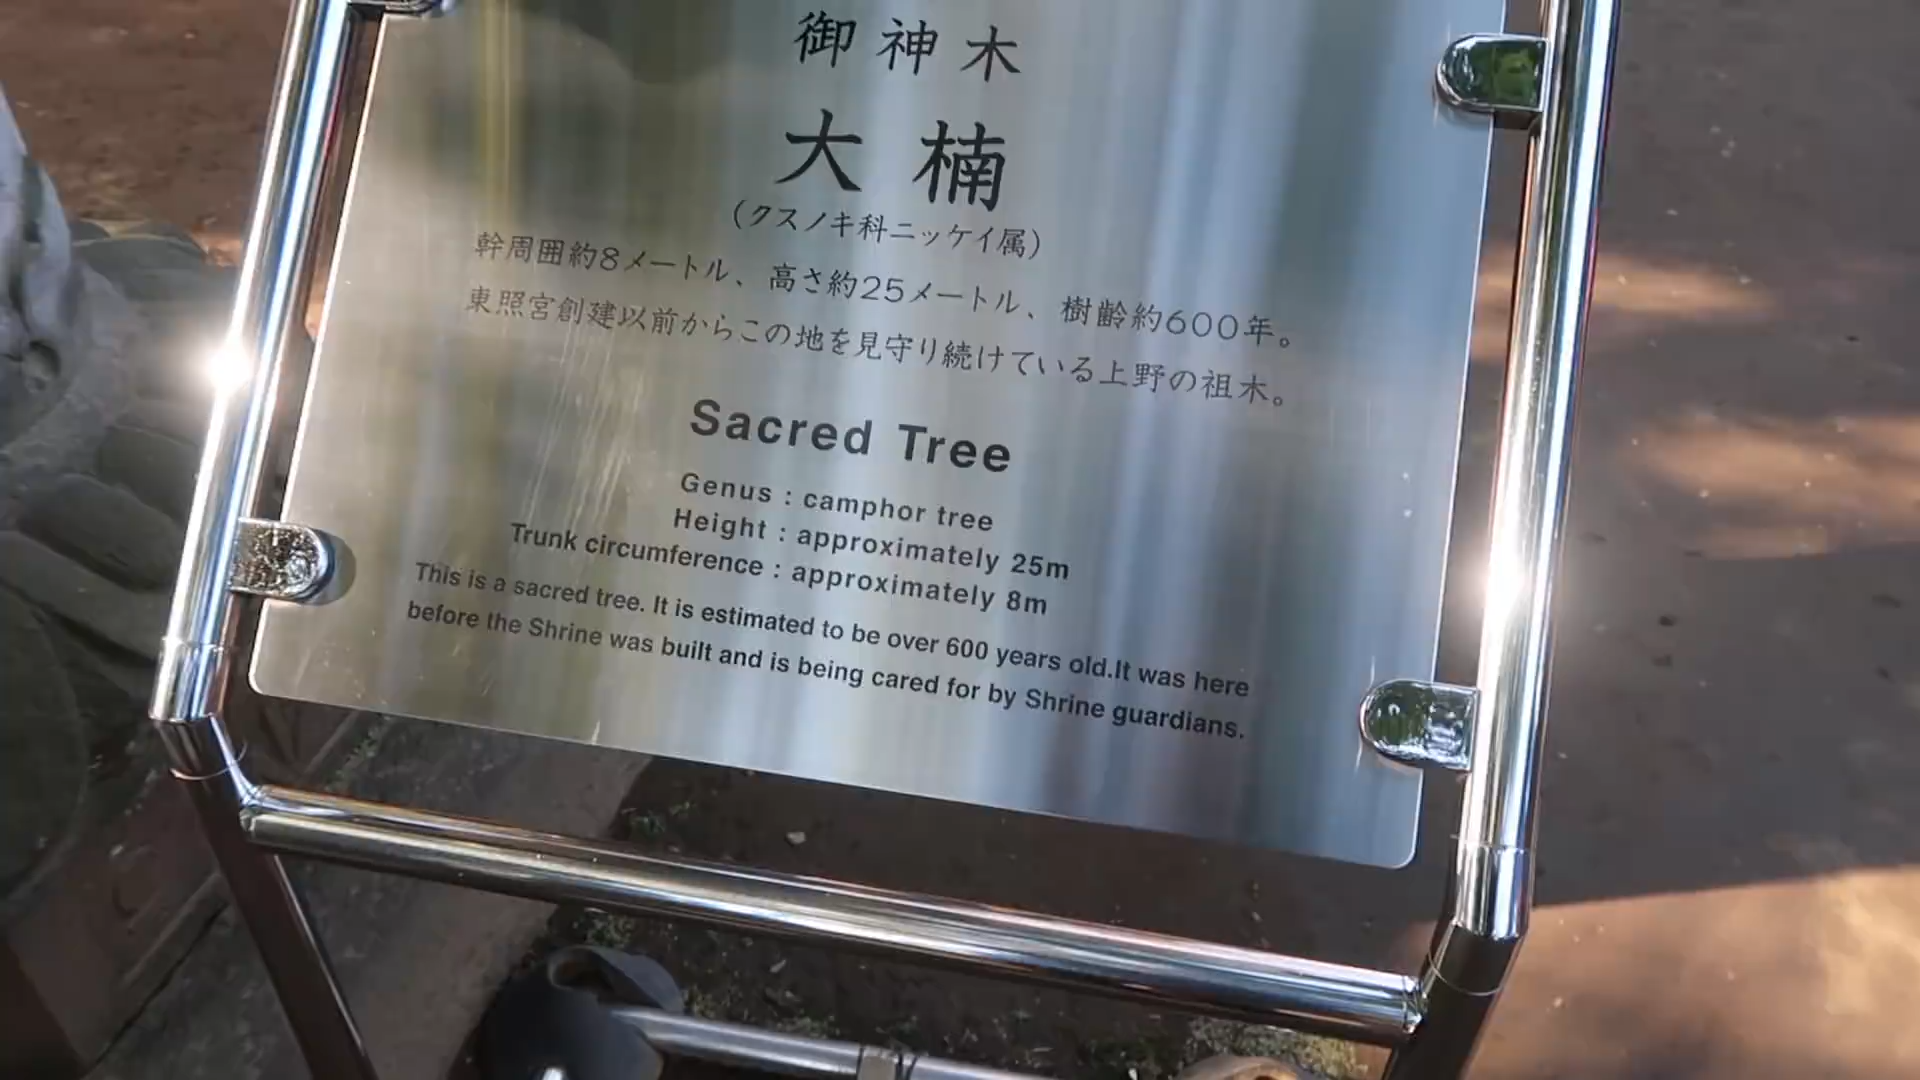 御神木
大楠
（クスノキ科ニッケイ属）
幹周囲約8メートル、高さ約25メートル、樹齢約600年。
東照宮創建以前からこの地を見守り続けている上野の祖木。
Sacred Tree
Genus : camphor tree
Height : approximately 25m
Trunk circumference : approximately 8m
This is a sacred tree. It is estimated to be over 600 years old.It was here
before the Shrine was built and is being cared for by Shrine guardians.